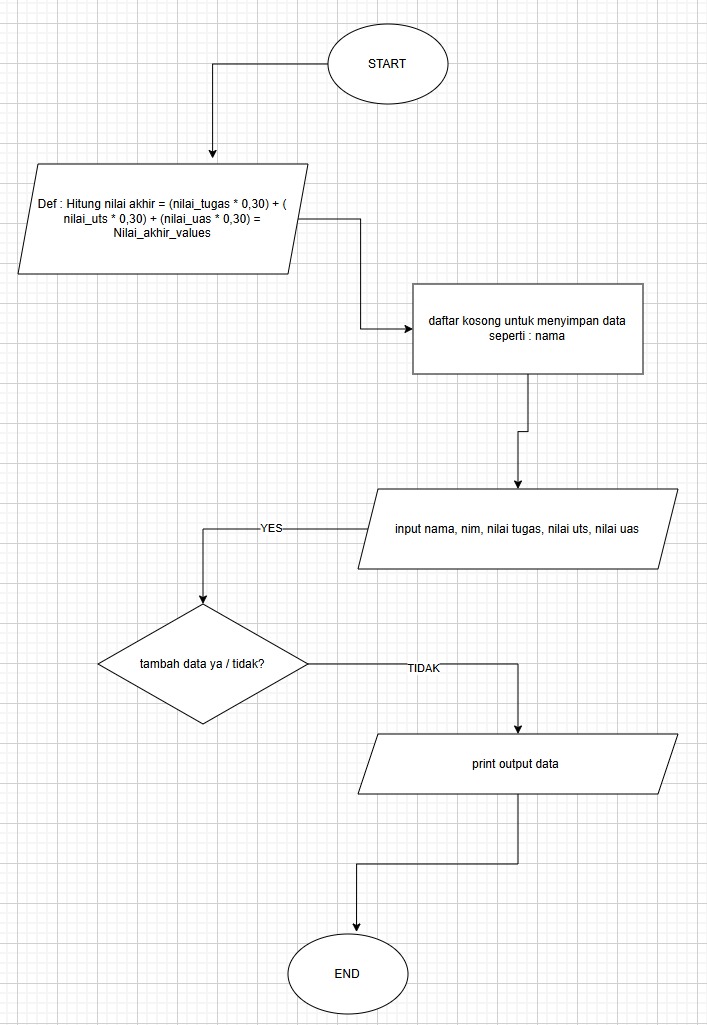 START
Def : Hitung nilai akhir = (nilai_tugas * 0,30) + (
nilai_uts * 0,30) + (nilai_uas * 0,30) =
Nilai_akhir_values
daftar kosong untuk menyimpan data
seperti : nama
input nama, nim, nilai tugas, nilai uts, nilai uas
YES
tambah data ya / tidak?
TIDAK
print output data
END